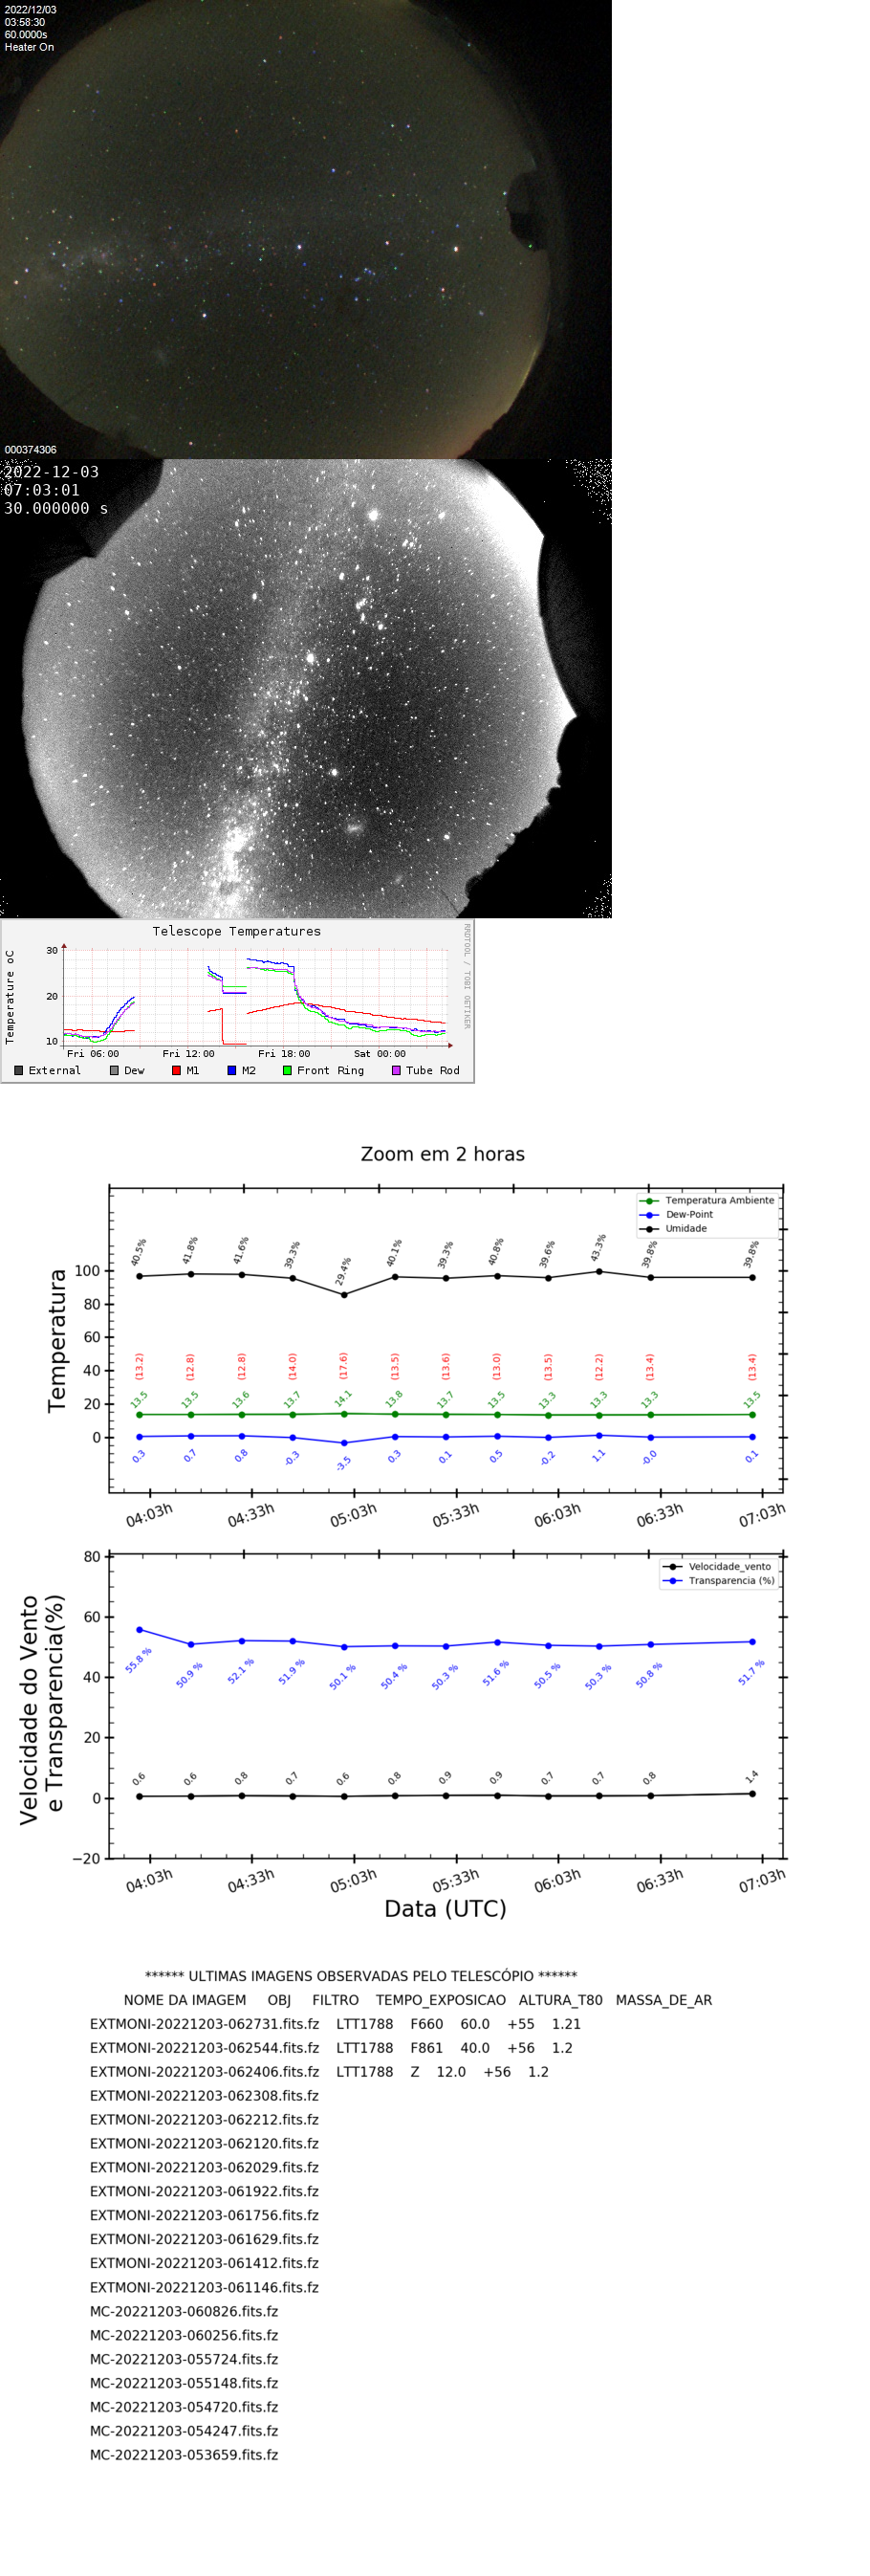 2022/12/03
03:58:30
60.0000s
Heater On
000374306
2022-12-03
07:03:01
30.000000 s
Telescope Temperatures
RRDTOOL / TOBI OETIKER
Temperature oC
30
20
10
Fri 06:00 Fri 12:00 Fri 18:00 Sat 00:00
External Dew M1 M2 Front Ring Tube Rod
Zoom em 2 horas
Temperatura Ambiente
Dew-Point
Umidade
Temperatura
100
80
60
40
20
0
40.5% 41.8% 41.6% 39.3% 29.4% 40.1% 39.3% 40.8% 39.6% 43.3% 39.8% 39.8%
(13.2) (12.8) (12.8) (14.0) (17.6) (13.5) (13.6) (13.0) (13.5) (12.2) (13.4) (13.4)
13.5 13.5 13.6 13.7 14.1 13.8 13.7 13.5 13.3 13.3 13.3 13.5
0.3 0.7 0.8 -0.3 -3.5 0.3 0.1 0.5 -0.2 1.1 -0.0 0.1
04:03h 04:33h 05:03h 05:33h 06:03h 06:33h 07:03h
Velocidade_vento
Transparencia (%)
Velocidade do Vento
e Transparencia(%)
80
60
40
20
0
−20
55.8 % 50.9 % 52.1 % 51.9 % 50.1 % 50.4 % 50.3 % 51.6 % 50.5 % 50.3 % 50.8 % 51.7 %
0.6 0.6 0.8 0.7 0.6 0.8 0.9 0.9 0.7 0.7 0.8 1.4
04:03h 04:33h 05:03h 05:33h 06:03h 06:33h 07:03h
Data (UTC)
****** ULTIMAS IMAGENS OBSERVADAS PELO TELESCÓPIO ******
NOME DA IMAGEM OBJ FILTRO TEMPO_EXPOSICAO ALTURA_T80 MASSA_DE_AR
EXTMONI-20221203-062731.fits.fz LTT1788 F660 60.0 +55 1.21
EXTMONI-20221203-062544.fits.fz LTT1788 F861 40.0 +56 1.2
EXTMONI-20221203-062406.fits.fz LTT1788 Z 12.0 +56 1.2
EXTMONI-20221203-062308.fits.fz
EXTMONI-20221203-062212.fits.fz
EXTMONI-20221203-062120.fits.fz
EXTMONI-20221203-062029.fits.fz
EXTMONI-20221203-061922.fits.fz
EXTMONI-20221203-061756.fits.fz
EXTMONI-20221203-061629.fits.fz
EXTMONI-20221203-061412.fits.fz
EXTMONI-20221203-061146.fits.fz
MC-20221203-060826.fits.fz
MC-20221203-060256.fits.fz
MC-20221203-055724.fits.fz
MC-20221203-055148.fits.fz
MC-20221203-054720.fits.fz
MC-20221203-054247.fits.fz
MC-20221203-053659.fits.fz